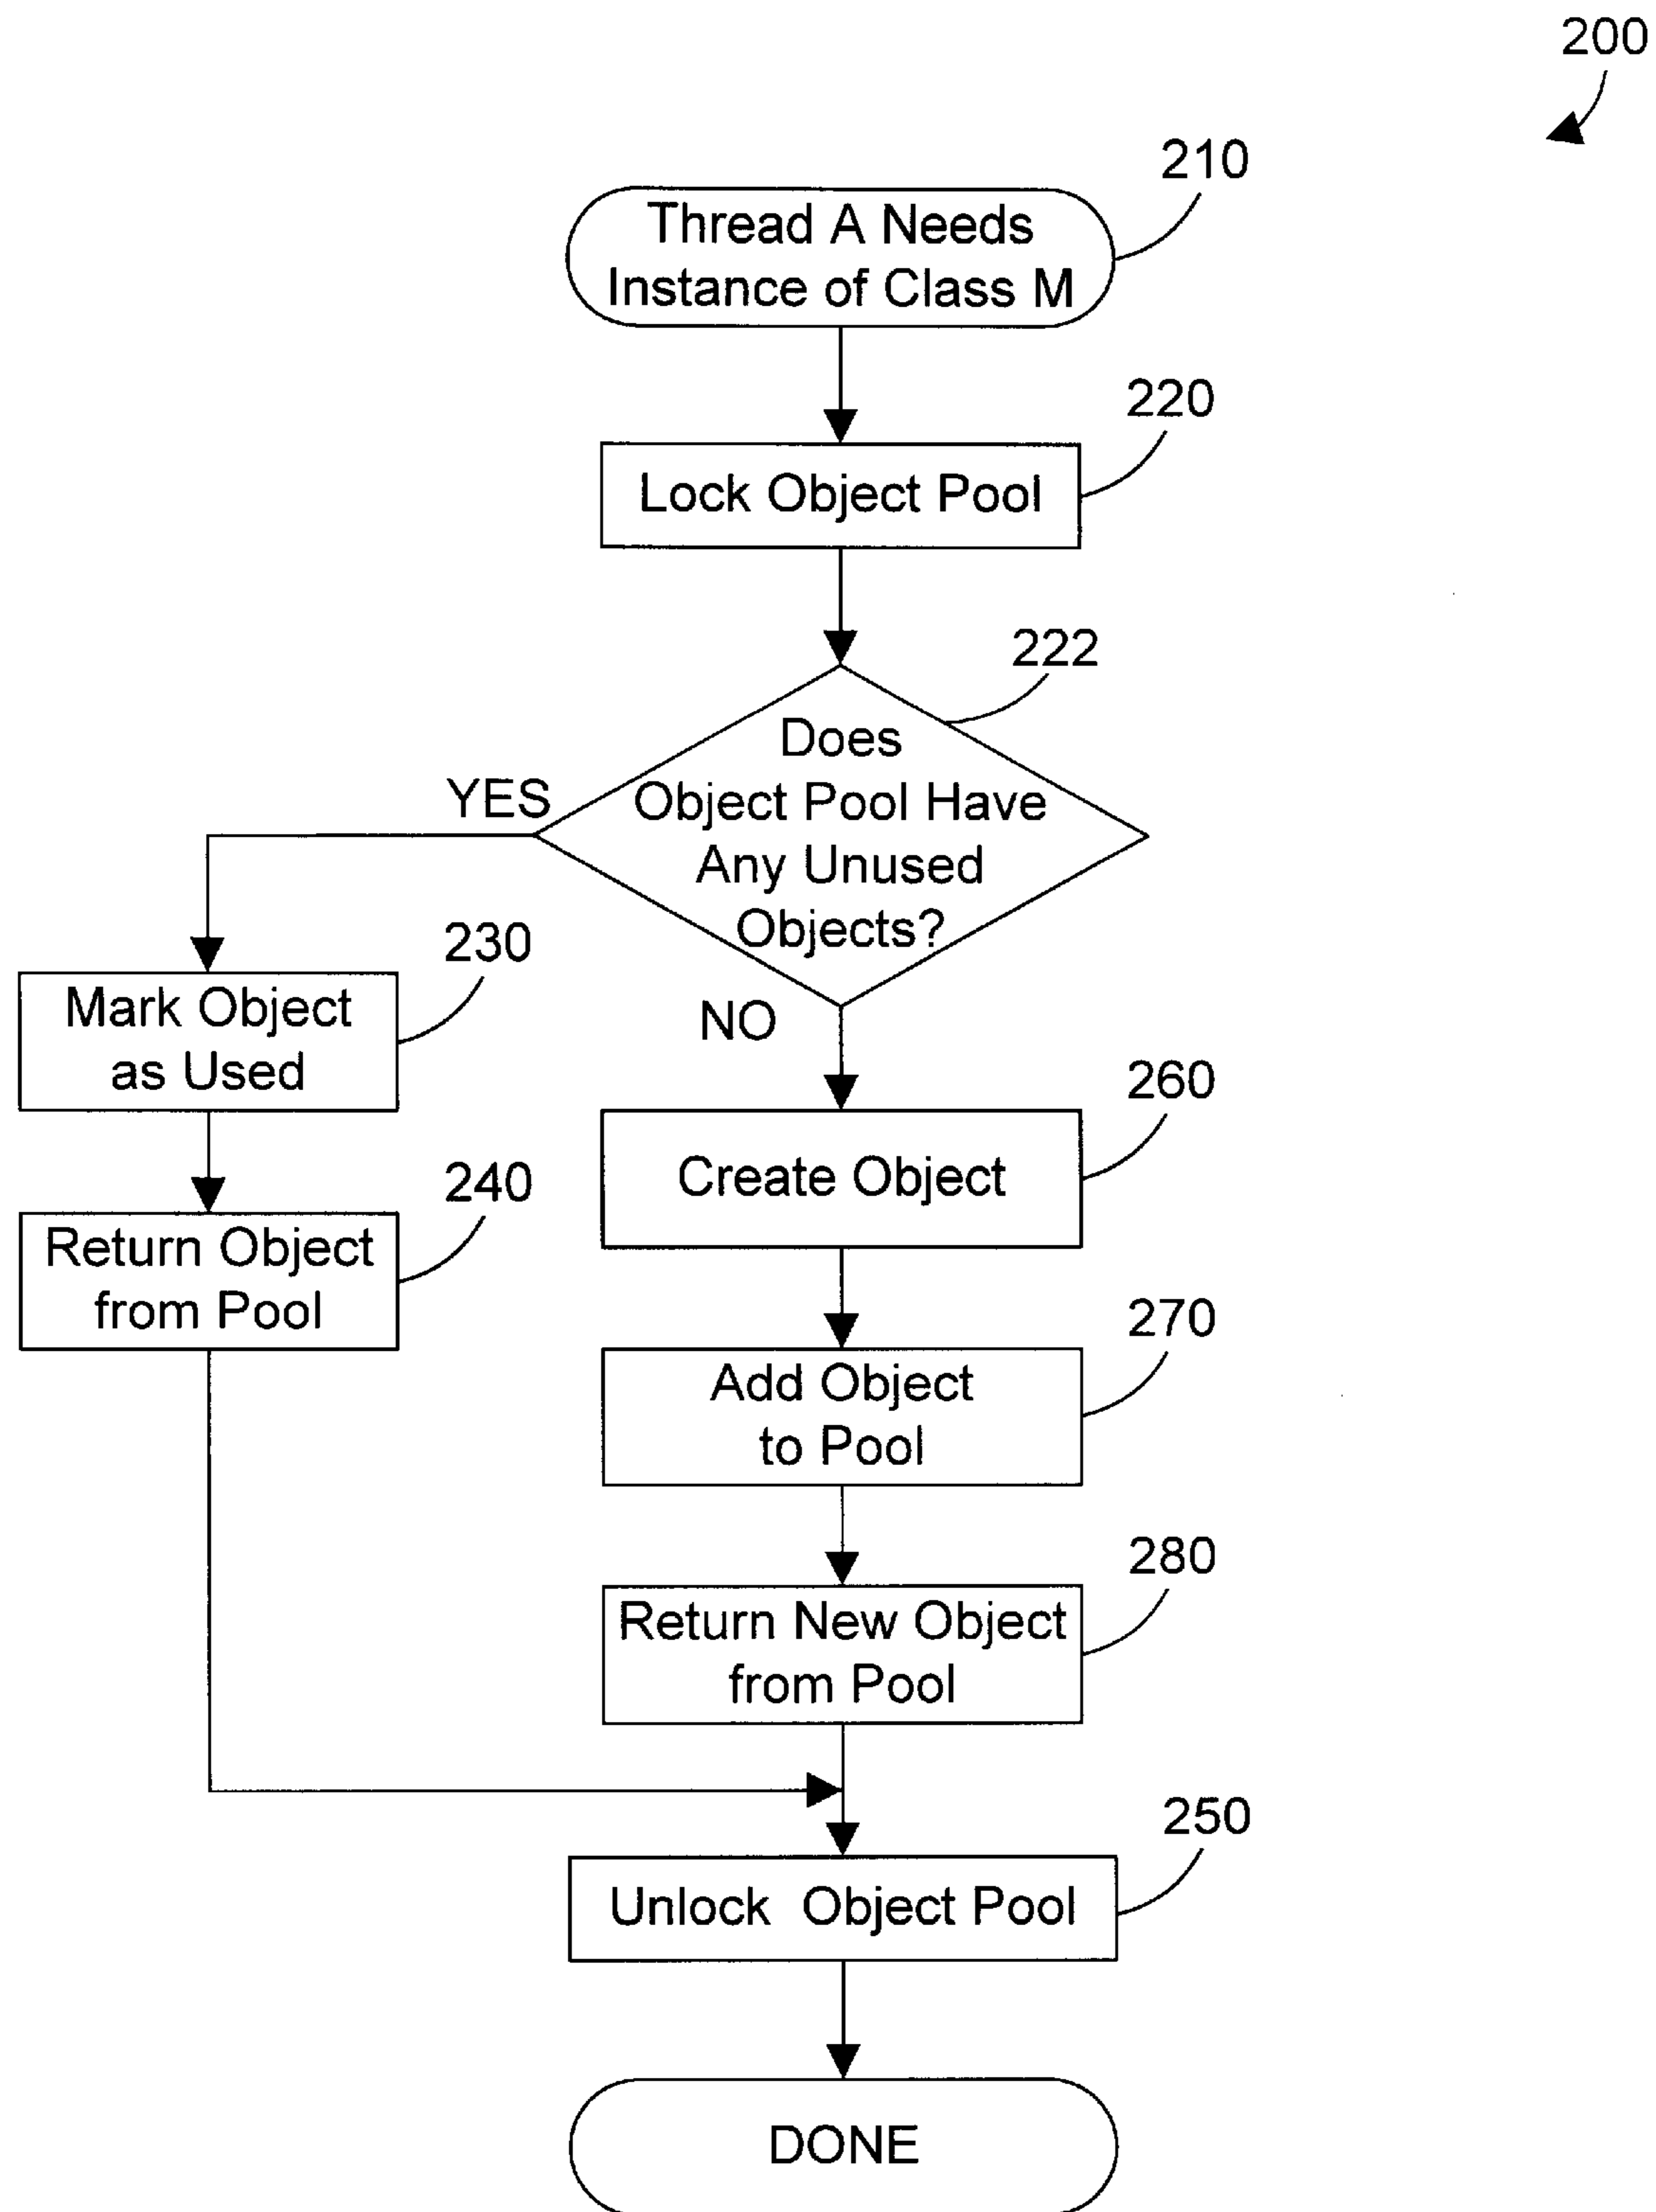 200
210
Thread A Needs
Instance of Class M
220
Lock Object Pool
222
Does
Object Pool Have
Any Unused
Objects?
YES
NO
230
Mark Object
as Used
240
Return Object
from Pool
260
Create Object
270
Add Object
to Pool
280
Return New Object
from Pool
250
Unlock Object Pool
DONE